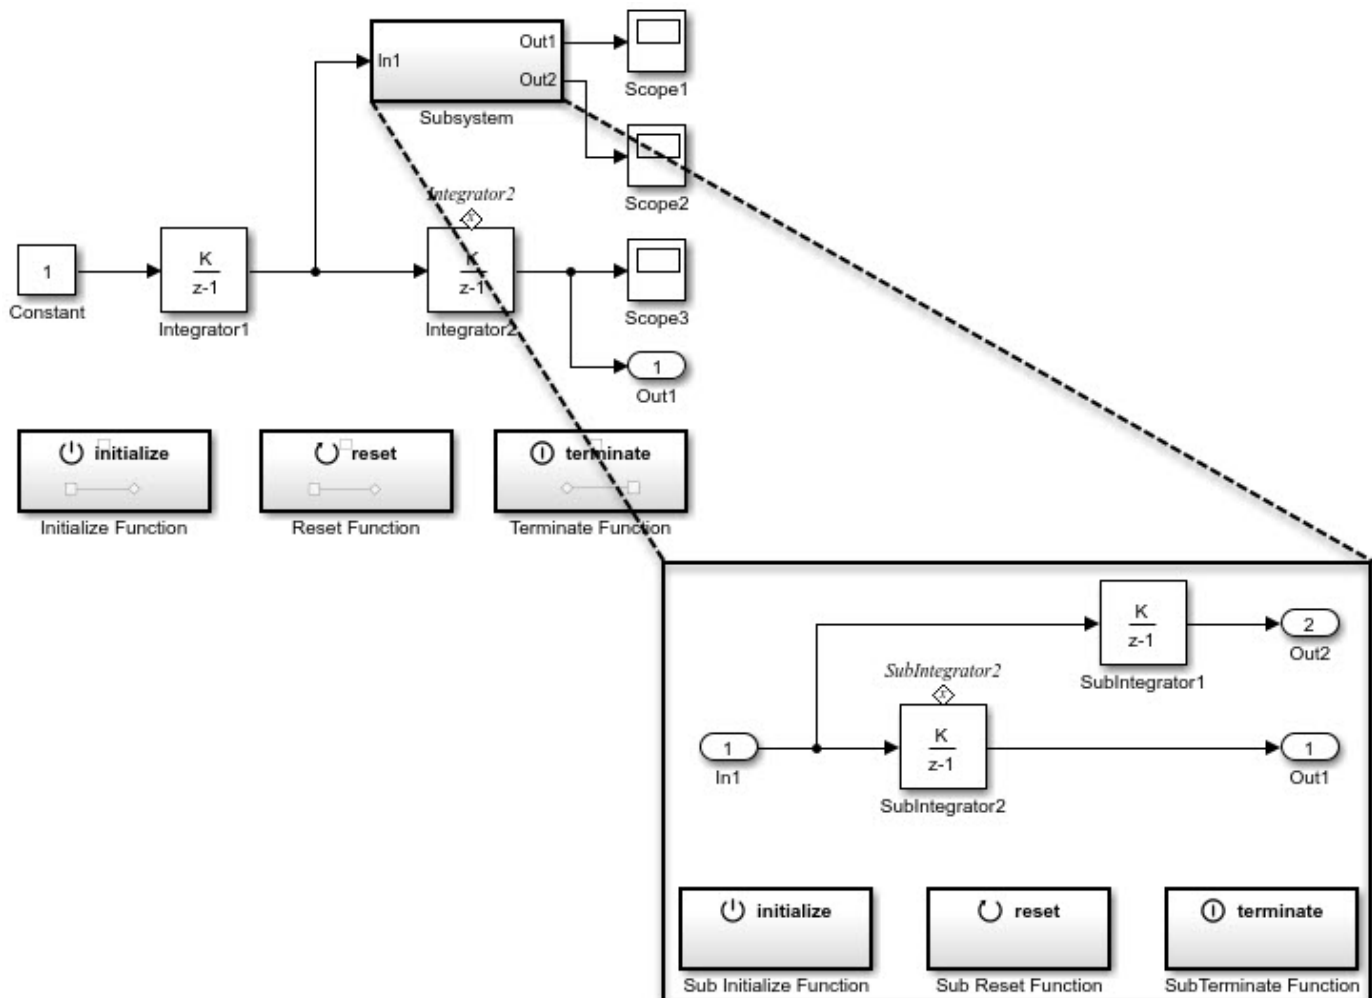 In1
Out1
Out2
Subsystem
Scope1
Scope2
Integrator2
x
1
Constant
K
z-1
Integrator1
K
z-1
Integrator2
Scope3
1
Out1
initialize
Initialize Function
reset
Reset Function
terminate
Terminate Function
K
z-1
SubIntegrator1
2
Out2
SubIntegrator2
x
1
In1
K
z-1
SubIntegrator2
1
Out1
initialize
Sub Initialize Function
reset
Sub Reset Function
terminate
SubTerminate Function